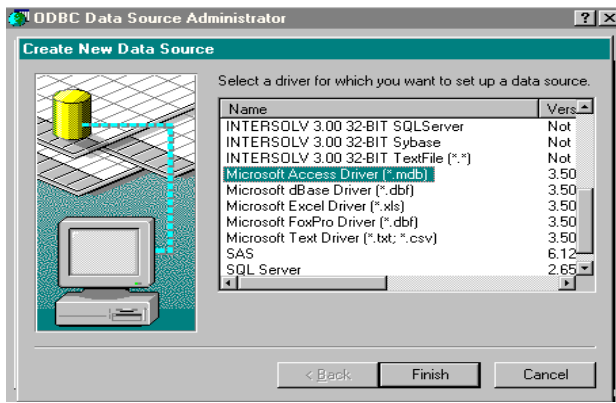 ODBC Data Source Administrator
Create New Data Source
Select a driver for which you want to set up a data source.
Name Vers
INTERSOLV 3.00 32-BIT SQLServer Not
INTERSOLV 3.00 32-BIT Sybase Not
INTERSOLV 3.00 32-BIT TextFile (*.*) Not
Microsoft Access Driver (*.mdb) 3.50
Microsoft dBase Driver (*.dbf) 3.50
Microsoft Excel Driver (*.xls) 3.50
Microsoft FoxPro Driver (*.dbf) 3.50
Microsoft Text Driver (*.txt; *.csv) 3.50
SAS 6.12
SQL Server 2.65
< Back Finish Cancel